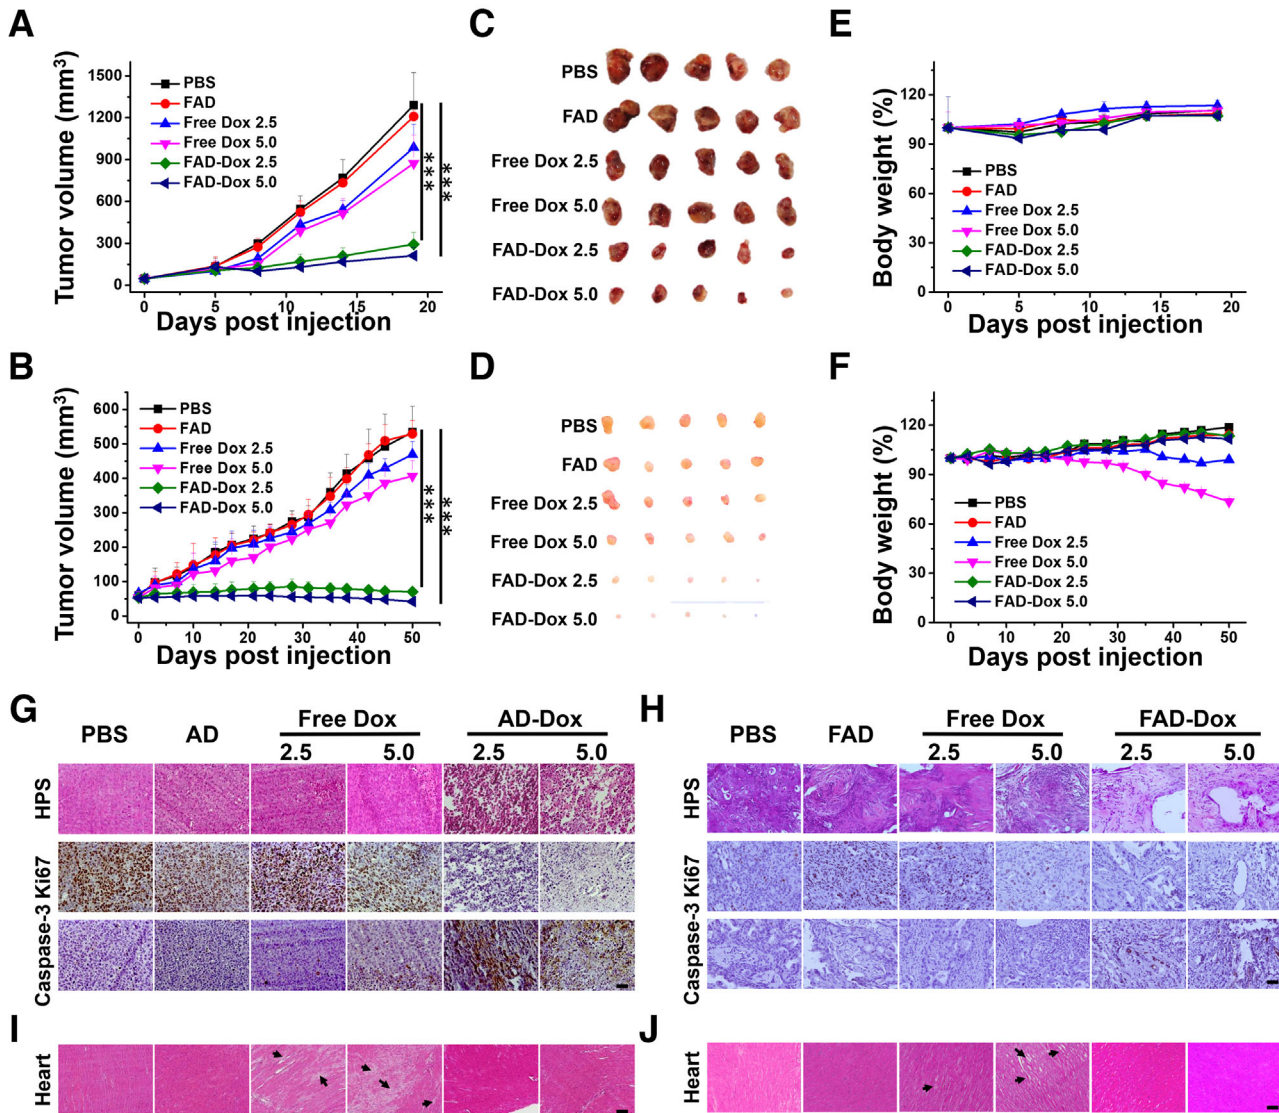 A
Tumor volume (mm³)
1500
1200
900
600
300
0
PBS
FAD
Free Dox 2.5
Free Dox 5.0
FAD-Dox 2.5
FAD-Dox 5.0
***
***
0 5 10 15 20
Days post injection
C
PBS
FAD
Free Dox 2.5
Free Dox 5.0
FAD-Dox 2.5
FAD-Dox 5.0
E
Body weight (%)
120
90
60
30
0
PBS
FAD
Free Dox 2.5
Free Dox 5.0
FAD-Dox 2.5
FAD-Dox 5.0
0 5 10 15 20
Days post injection
B
Tumor volume (mm³)
600
500
400
300
200
100
0
PBS
FAD
Free Dox 2.5
Free Dox 5.0
FAD-Dox 2.5
FAD-Dox 5.0
***
***
0 10 20 30 40 50
Days post injection
D
PBS
FAD
Free Dox 2.5
Free Dox 5.0
FAD-Dox 2.5
FAD-Dox 5.0
F
Body weight (%)
120
90
60
30
0
PBS
FAD
Free Dox 2.5
Free Dox 5.0
FAD-Dox 2.5
FAD-Dox 5.0
0 10 20 30 40 50
Days post injection
G
PBS AD Free Dox AD-Dox
2.5 5.0 2.5 5.0
HPS
Ki67
Caspase-3
H
PBS FAD Free Dox FAD-Dox
2.5 5.0 2.5 5.0
HPS
Ki67
Caspase-3
I
Heart
J
Heart